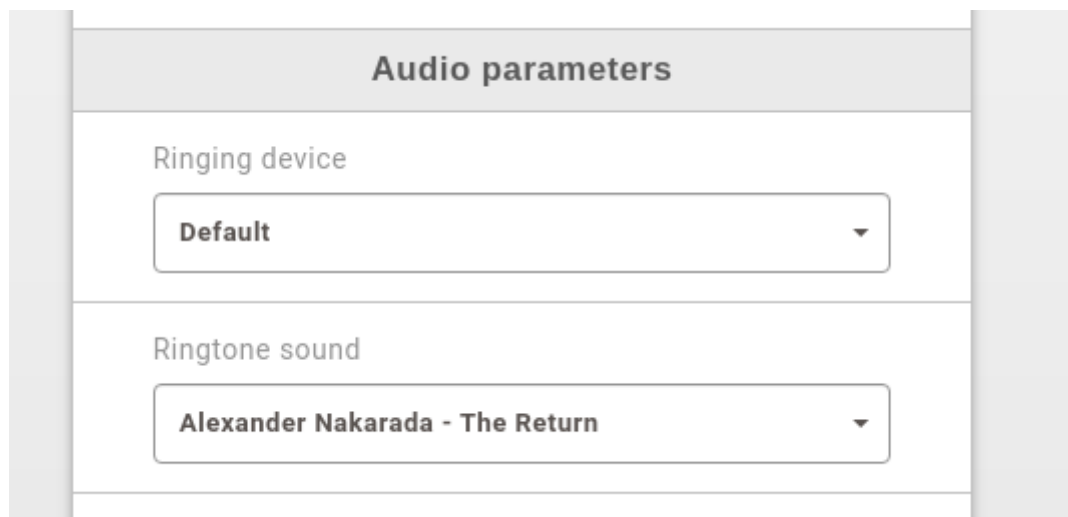 Audio parameters
Ringing device
Default
Ringtone sound
Alexander Nakarada - The Return